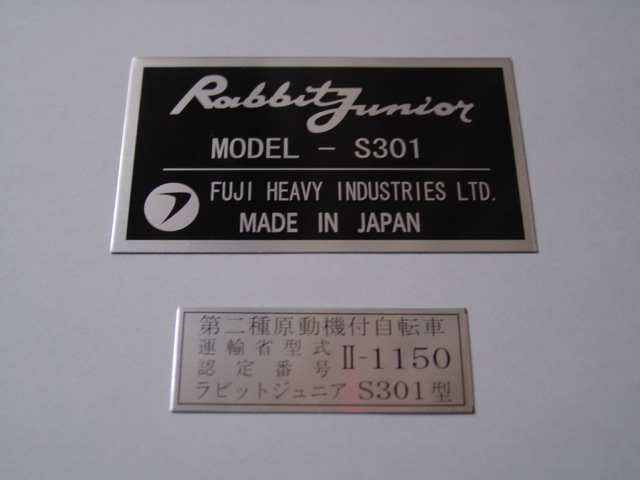 Rabbit Junior
MODEL - S301
FUJI HEAVY INDUSTRIES LTD.
MADE IN JAPAN
第二種原動機付自転車
運輸省型式
認定番号 Ⅱ-1150
ラビットジュニア S301型